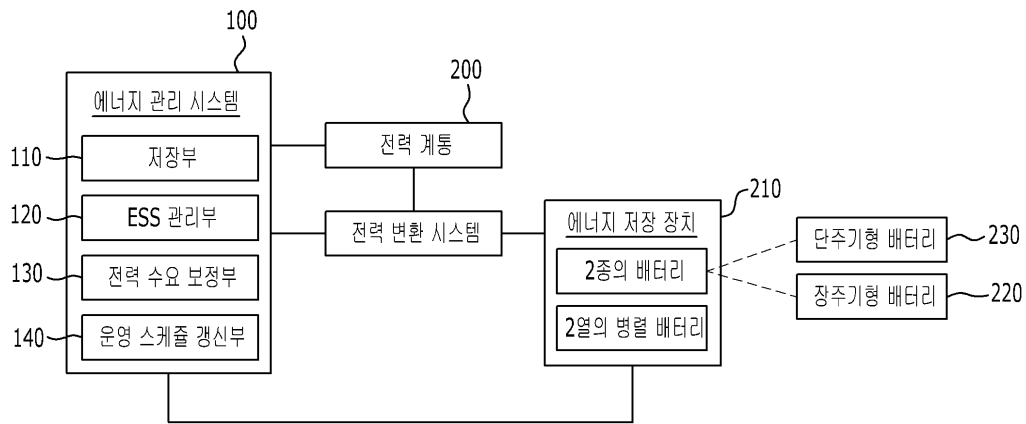 100
에너지 관리 시스템
110
저장부
120
ESS 관리부
130
전력 수요 보정부
140
운영 스케쥴 갱신부
200
전력 계통
전력 변환 시스템
210
에너지 저장 장치
2종의 배터리
2열의 병렬 배터리
단주기형 배터리
230
장주기형 배터리
220